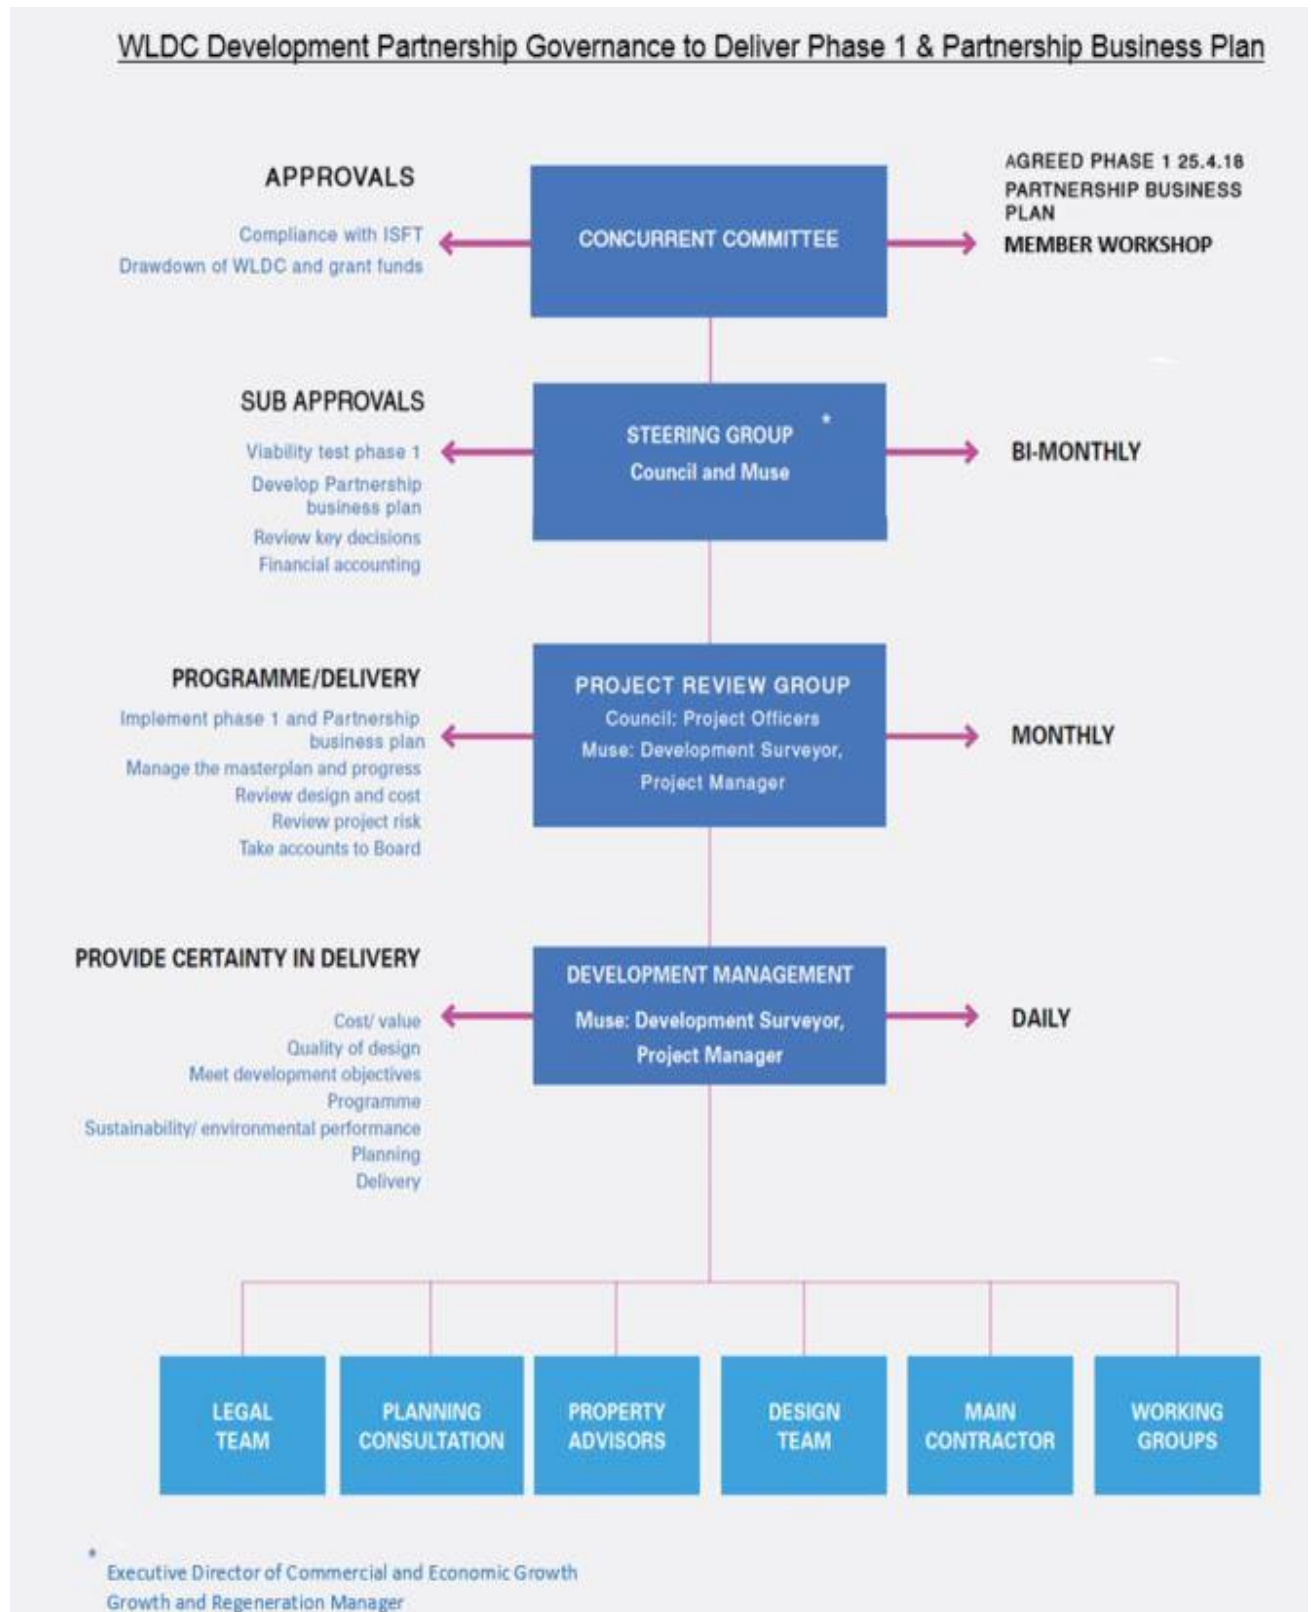 WLDC Development Partnership Governance to Deliver Phase 1 & Partnership Business Plan
APPROVALS
Compliance with ISFT
Drawdown of WLDC and grant funds
CONCURRENT COMMITTEE
AGREED PHASE 1 25.4.18
PARTNERSHIP BUSINESS
PLAN
MEMBER WORKSHOP
SUB APPROVALS
Viability test phase 1
Develop Partnership
business plan
Review key decisions
Financial accounting
STEERING GROUP *
Council and Muse
BI-MONTHLY
PROGRAMME/DELIVERY
Implement phase 1 and Partnership
business plan
Manage the masterplan and progress
Review design and cost
Review project risk
Take accounts to Board
PROJECT REVIEW GROUP
Council: Project Officers
Muse: Development Surveyor,
Project Manager
MONTHLY
PROVIDE CERTAINTY IN DELIVERY
Cost/ value
Quality of design
Meet development objectives
Programme
Sustainability/ environmental performance
Planning
Delivery
DEVELOPMENT MANAGEMENT
Muse: Development Surveyor,
Project Manager
DAILY
LEGAL
TEAM
PLANNING
CONSULTATION
PROPERTY
ADVISORS
DESIGN
TEAM
MAIN
CONTRACTOR
WORKING
GROUPS
*
Executive Director of Commercial and Economic Growth
Growth and Regeneration Manager